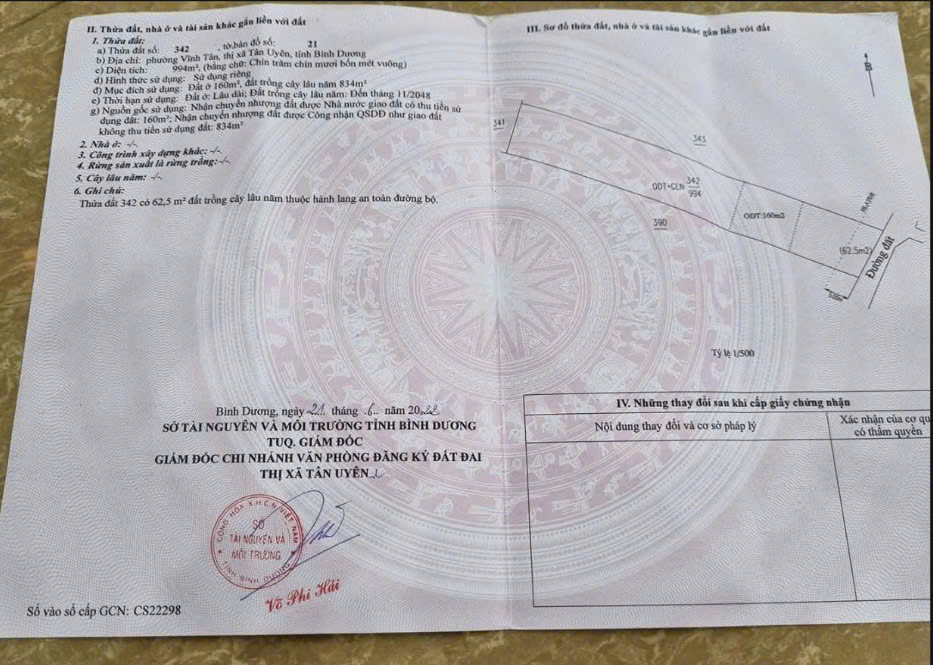 II. Thửa đất, nhà ở và tài sản khác gắn liền với đất
1. Thửa đất:
a) Thửa đất số: 342 , tờ bản đồ số: 21
b) Địa chỉ: phường Vĩnh Tân, thị xã Tân Uyên, tỉnh Bình Dương
c) Diện tích: 994m², (bằng chữ: Chín trăm chín mươi bốn mét vuông)
d) Hình thức sử dụng: Sử dụng riêng
đ) Mục đích sử dụng: Đất ở 160m², đất trồng cây lâu năm 834m²
e) Thời hạn sử dụng: Đất ở: Lâu dài; Đất trồng cây lâu năm: Đến tháng 11/2048
g) Nguồn gốc sử dụng: Nhận chuyển nhượng đất được Nhà nước giao đất có thu tiền sử
dụng đất: 160m²; Nhận chuyển nhượng đất được Công nhận QSDĐ như giao đất
không thu tiền sử dụng đất: 834m²
2. Nhà ở: -/-
3. Công trình xây dựng khác: -/-
4. Rừng sản xuất là rừng trồng: -/-
5. Cây lâu năm: -/-
6. Ghi chú:
Thửa đất 342 có 62,5 m² đất trồng cây lâu năm thuộc hành lang an toàn đường bộ.
Bình Dương, ngày 21 tháng 6 năm 20
SỞ TÀI NGUYÊN VÀ MÔI TRƯỜNG TỈNH BÌNH DƯƠNG
TUQ. GIÁM ĐỐC
GIÁM ĐỐC CHI NHÁNH VĂN PHÒNG ĐĂNG KÝ ĐẤT ĐAI
THỊ XÃ TÂN UYÊN
CỘNG HÒA X.H.C.N VIỆT NAM
SỞ
TÀI NGUYÊN VÀ
MÔI TRƯỜNG
TỈNH BÌNH DƯƠNG
Võ Phi Hải
Số vào sổ cấp GCN: CS22298
III. Sơ đồ thửa đất, nhà ở và tài sản khác gắn liền với đất
B
341
343
ODT+CLN 342
994
390
ODT:160m2
(62.5m2)
Đường đất
Tỷ lệ 1/500
IV. Những thay đổi sau khi cấp giấy chứng nhận
Nội dung thay đổi và cơ sở pháp lý
Xác nhận của cơ qu
có thẩm quyền